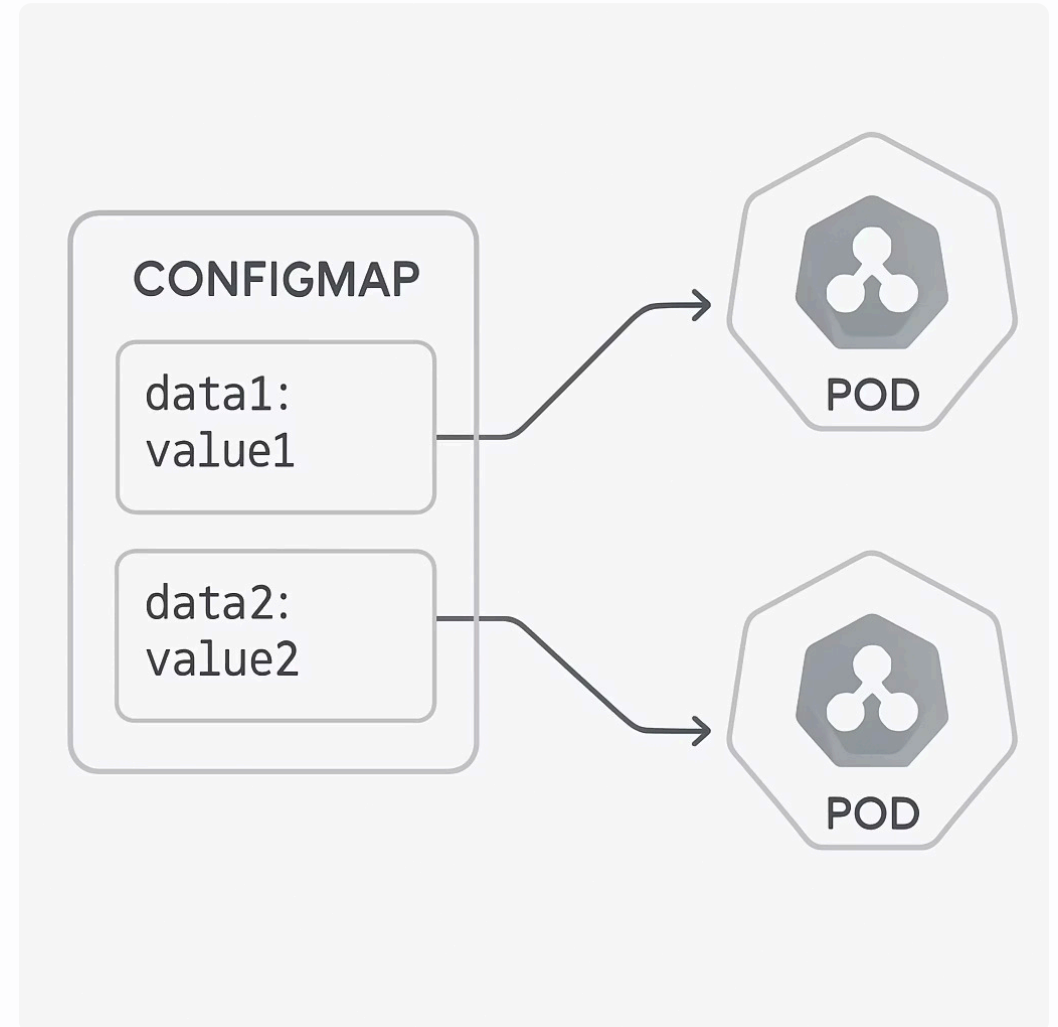 CONFIGMAP
data1:
value1
data2:
value2
POD
POD